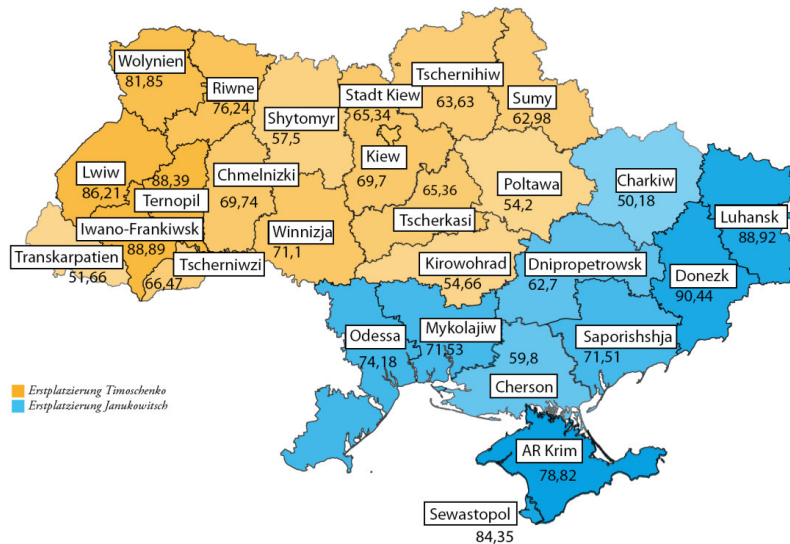 Wolynien
81,85
Riwne
76,24
Shytomyr
57,5
Stadt Kiew
65,34
Tschernihiw
63,63
Sumy
62,98
Kiew
69,7
Lwiw
86,21
88,39
Ternopil
Chmelnizki
69,74
65,36
Tscherkasi
Poltawa
54,2
Charkiw
50,18
Luhansk
88,92
Iwano-Frankiwsk
88,89
Transkarpatien
51,66
Tscherniwzi
66,47
Winnizja
71,1
Kirowohrad
54,66
Dnipropetrowsk
62,7
Donezk
90,44
Odessa
74,18
Mykolajiw
71,53
59,8
Cherson
Saporishshja
71,51
Erstplatzierung Timoschenko
Erstplatzierung Janukowitsch
AR Krim
78,82
Sewastopol
84,35